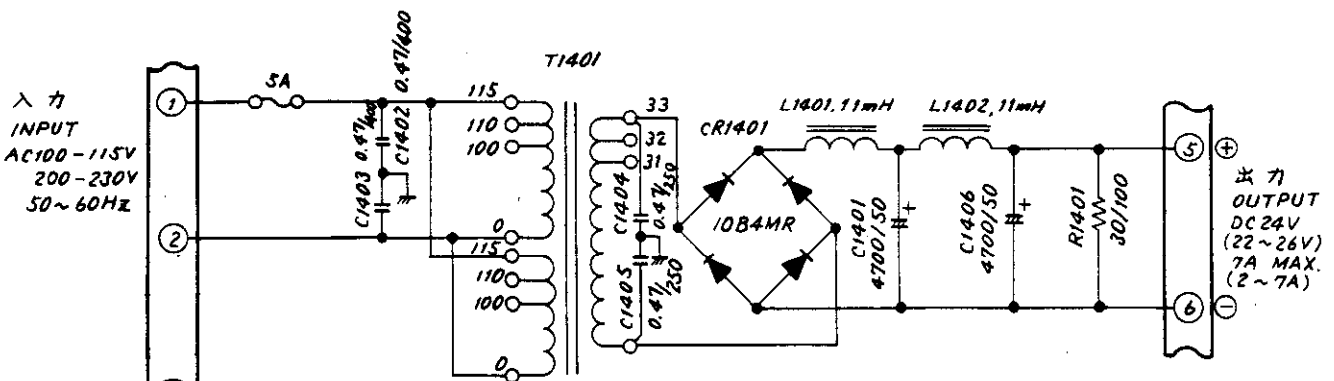 入力
INPUT
AC100-115V
200-230V
50~60Hz
1
2
5A
0.47/400
C1402
0.47/400
C1403
T1401
115
110
100
0
115
110
100
0
33
32
31
C1404
0.47/250
C1405
0.47/250
CR1401
10B4MR
L1401, 11mH
L1402, 11mH
C1401
4700/50
+
C1406
4700/50
+
R1401
30/100
5
+
6
-
出力
OUTPUT
DC24V
(22~26V)
7A MAX.
(2~7A)